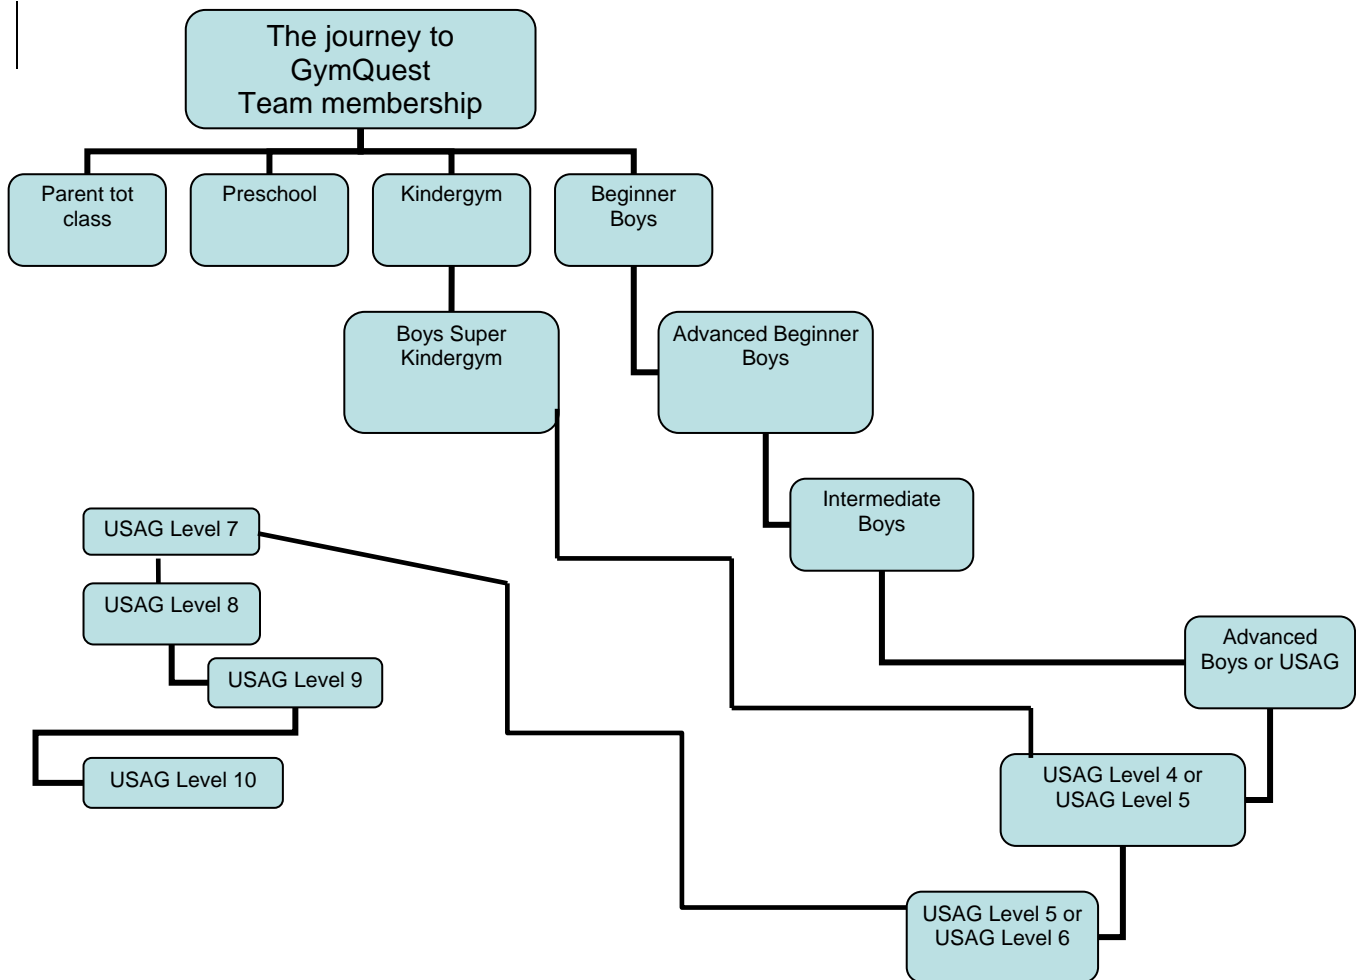 The journey to
GymQuest
Team membership
Parent tot
class
Preschool
Kindergym
Beginner
Boys
Boys Super
Kindergym
Advanced Beginner
Boys
Intermediate
Boys
USAG Level 7
USAG Level 8
Advanced
Boys or USAG
USAG Level 9
USAG Level 10
USAG Level 4 or
USAG Level 5
USAG Level 5 or
USAG Level 6